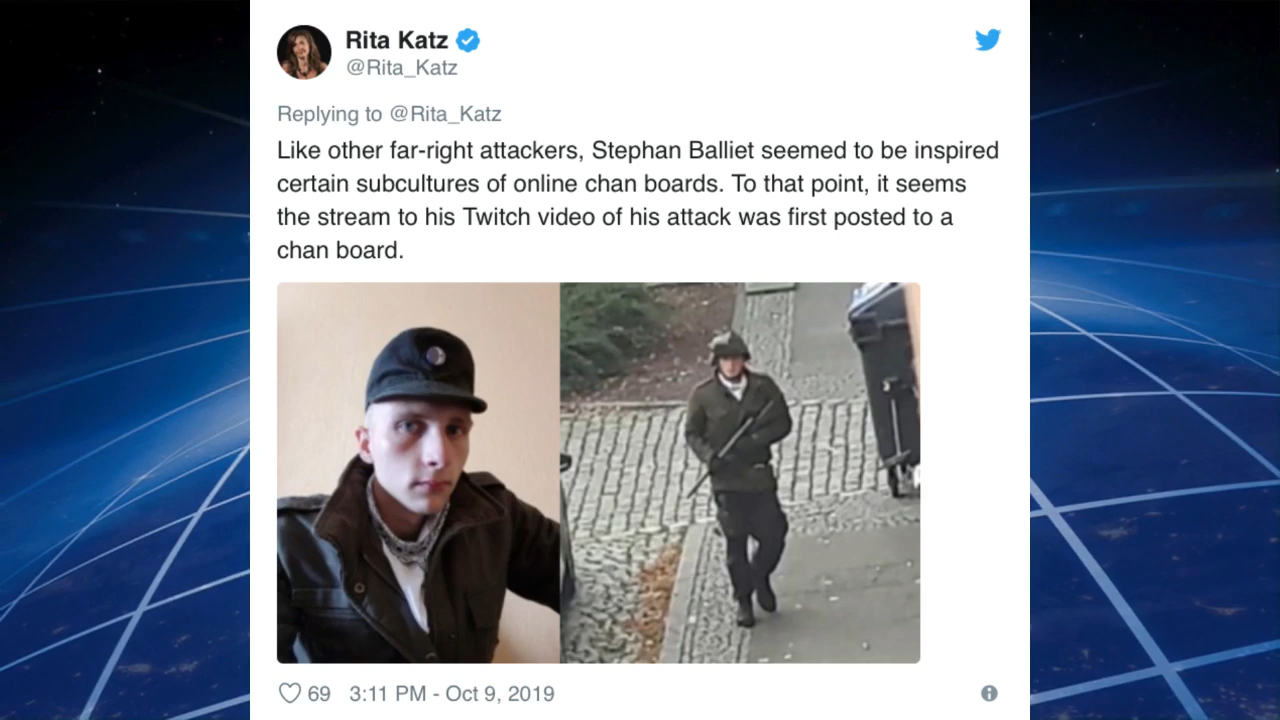 Rita Katz
@Rita_Katz
Replying to @Rita_Katz
Like other far-right attackers, Stephan Balliet seemed to be inspired
certain subcultures of online chan boards. To that point, it seems
the stream to his Twitch video of his attack was first posted to a
chan board.
69 3:11 PM - Oct 9, 2019